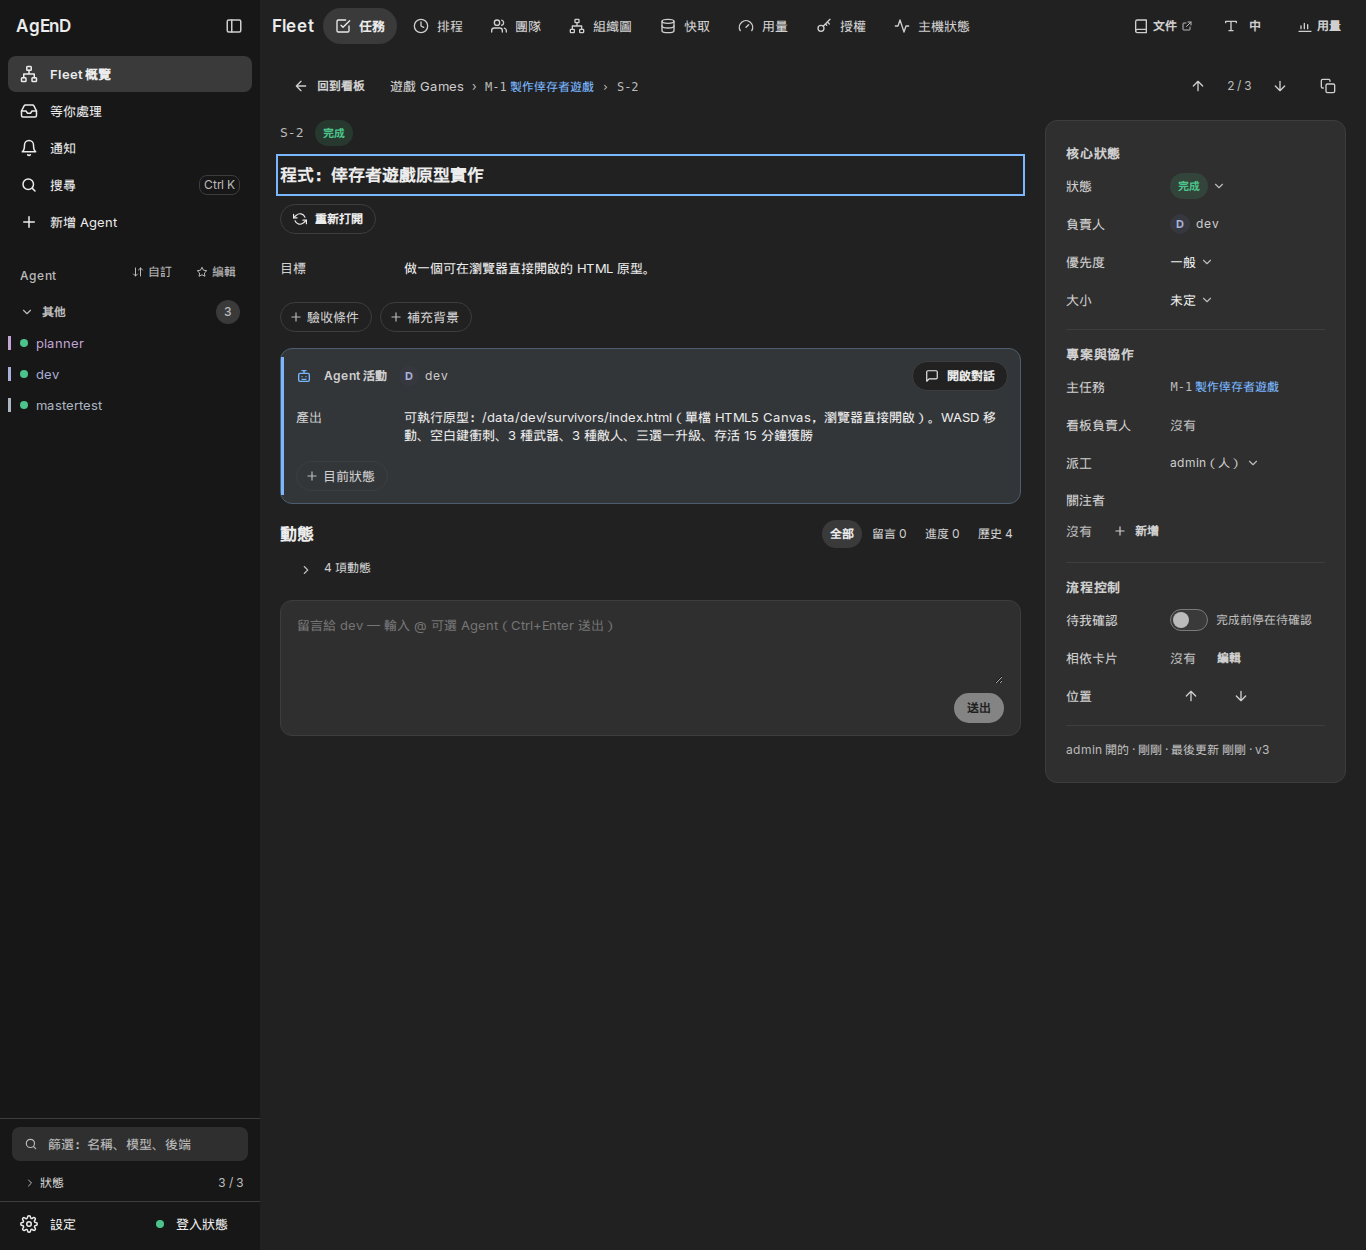 AgEnD
Fleet 概覽
等你處理
通知
搜尋
Ctrl K
新增 Agent
Agent
自訂
編輯
其他
3
planner
dev
mastertest
篩選：名稱、模型、後端
狀態
3 / 3
設定
登入狀態
Fleet
任務
排程
團隊
組織圖
快取
用量
授權
主機狀態
文件
中
用量
回到看板
遊戲 Games › M-1 製作倖存者遊戲 › S-2
2 / 3
S-2
完成
程式：倖存者遊戲原型實作
重新打開
目標
做一個可在瀏覽器直接開啟的 HTML 原型。
驗收條件
補充背景
Agent 活動
D
dev
開啟對話
產出
可執行原型：/data/dev/survivors/index.html（單檔 HTML5 Canvas，瀏覽器直接開啟）。WASD 移
動、空白鍵衝刺、3 種武器、3 種敵人、三選一升級、存活 15 分鐘獲勝
目前狀態
動態
全部
留言 0
進度 0
歷史 4
4 項動態
留言給 dev — 輸入 @ 可選 Agent（Ctrl+Enter 送出）
送出
核心狀態
狀態
完成
負責人
D
dev
優先度
一般
大小
未定
專案與協作
主任務
M-1 製作倖存者遊戲
看板負責人
沒有
派工
admin（人）
關注者
沒有
新增
流程控制
待我確認
完成前停在待確認
相依卡片
沒有
編輯
位置
admin 開的 · 剛剛 · 最後更新 剛剛 · v3